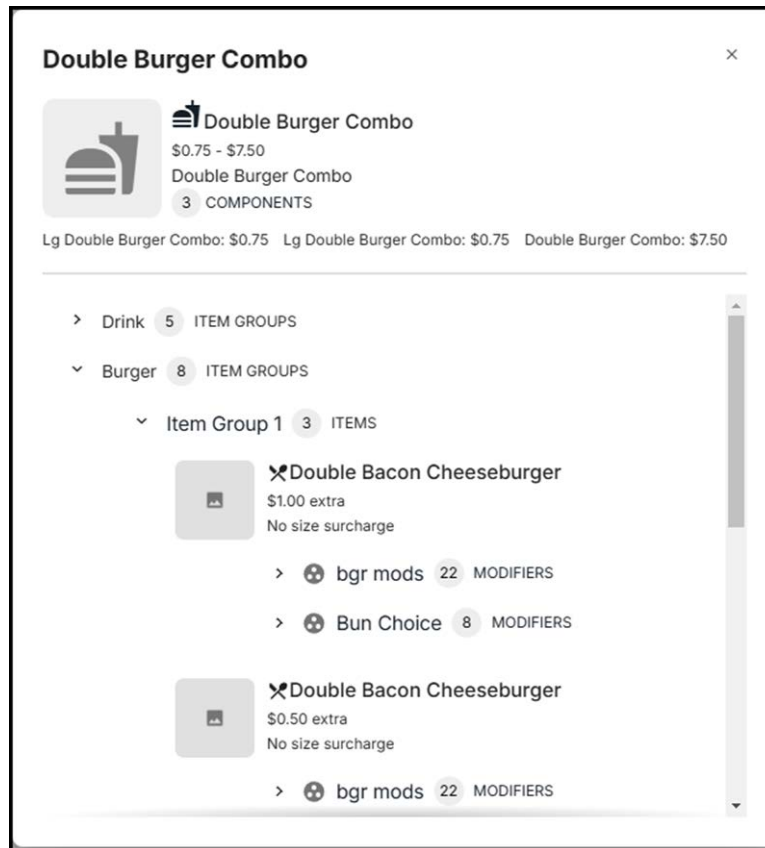 Double Burger Combo
Double Burger Combo
$0.75 - $7.50
Double Burger Combo
3 COMPONENTS
Lg Double Burger Combo: $0.75 Lg Double Burger Combo: $0.75 Double Burger Combo: $7.50
Drink 5 ITEM GROUPS
Burger 8 ITEM GROUPS
Item Group 1 3 ITEMS
Double Bacon Cheeseburger
$1.00 extra
No size surcharge
bgr mods 22 MODIFIERS
Bun Choice 8 MODIFIERS
Double Bacon Cheeseburger
$0.50 extra
No size surcharge
bgr mods 22 MODIFIERS